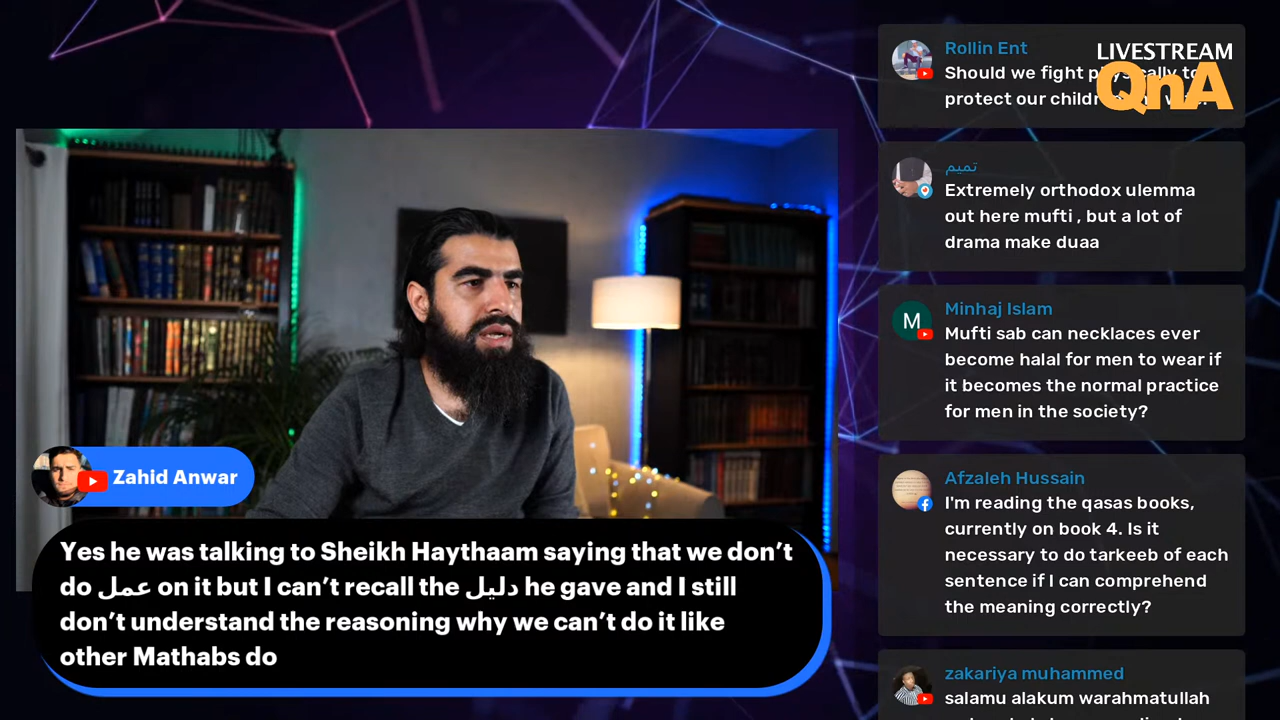 Rollin Ent
Should we fight physically to
protect our
LIVESTREAM
QnA
تمیم
Extremely orthodox ulemma
out here mufti , but a lot of
drama make duaa
M
Minhaj Islam
Mufti sab can necklaces ever
become halal for men to wear if
it becomes the normal practice
for men in the society?
Afzaleh Hussain
I'm reading the qasas books,
currently on book 4. Is it
necessary to do tarkeeb of each
sentence if I can comprehend
the meaning correctly?
zakariya muhammed
salamu alakum warahmatullah
Zahid Anwar
Yes he was talking to Sheikh Haythaam saying that we don’t
do عمل on it but I can’t recall the دلیل he gave and I still
don’t understand the reasoning why we can’t do it like
other Mathabs do